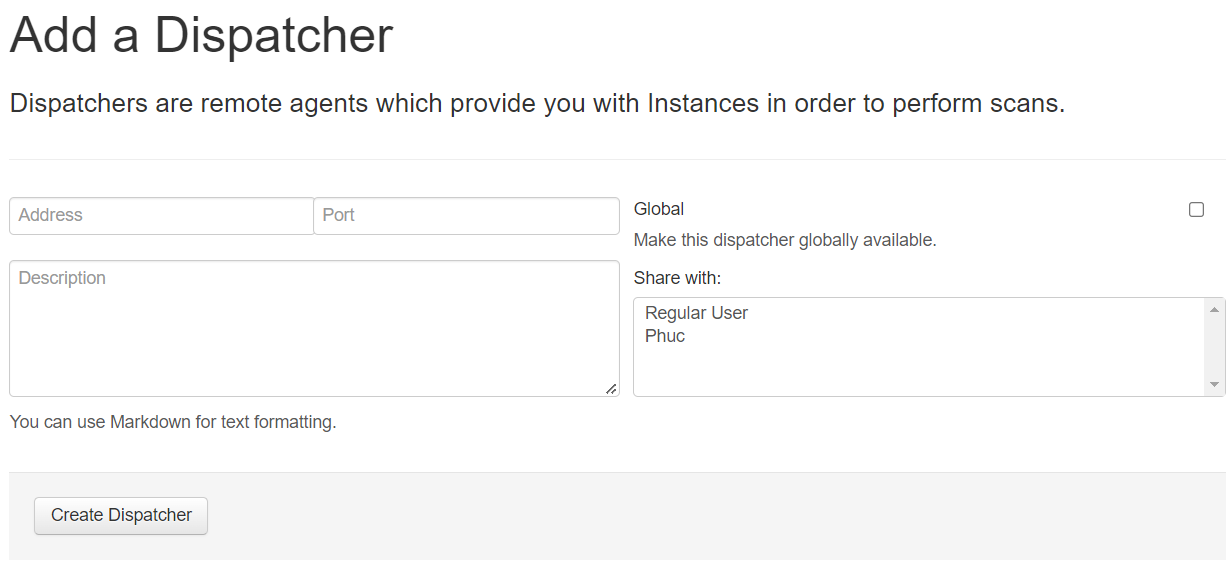 Add a Dispatcher
Dispatchers are remote agents which provide you with Instances in order to perform scans.
Address
Port
Description
You can use Markdown for text formatting.
Global
Make this dispatcher globally available.
Share with:
Regular User
Phuc
Create Dispatcher